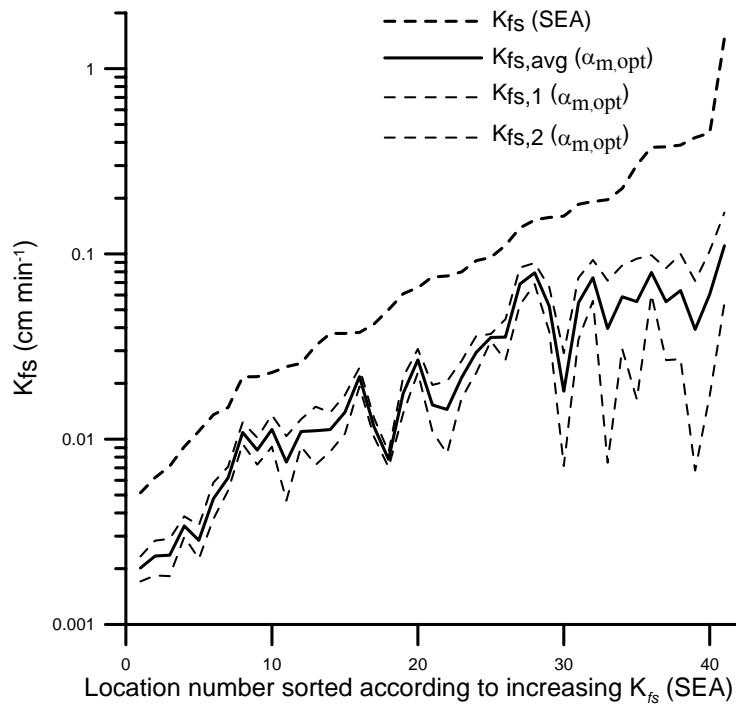 Kfs (SEA)
Kfs,avg (αm,opt)
Kfs,1 (αm,opt)
Kfs,2 (αm,opt)
1
0.1
0.01
0.001
Kfs (cm min-1)
0 10 20 30 40
Location number sorted according to increasing Kfs (SEA)